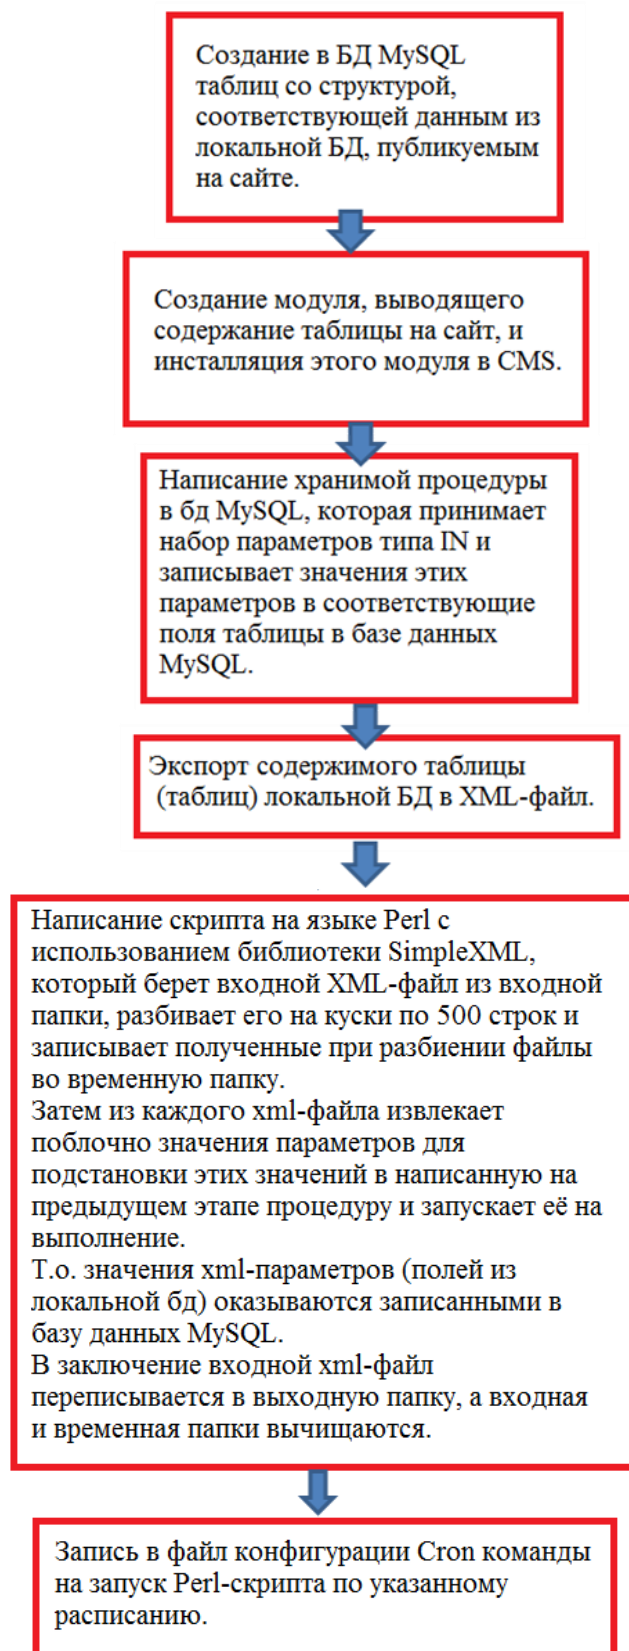 Создание в БД MySQL
таблиц со структурой,
соответствующей данным из
локальной БД, публикуемым
на сайте.
Создание модуля, выводящего
содержание таблицы на сайт, и
инсталляция этого модуля в CMS.
Написание хранимой процедуры
в бд MySQL, которая принимает
набор параметров типа IN и
записывает значения этих
параметров в соответствующие
поля таблицы в базе данных
MySQL.
Экспорт содержимого таблицы
(таблиц) локальной БД в XML-файл.
Написание скрипта на языке Perl с
использованием библиотеки SimpleXML,
который берет входной XML-файл из входной
папки, разбивает его на куски по 500 строк и
записывает полученные при разбиении файлы
во временную папку.
Затем из каждого xml-файла извлекает
поблочно значения параметров для
подстановки этих значений в написанную на
предыдущем этапе процедуру и запускает её на
выполнение.
Т.о. значения xml-параметров (полей из
локальной бд) оказываются записанными в
базу данных MySQL.
В заключение входной xml-файл
переписывается в выходную папку, а входная
и временная папки вычищаются.
Запись в файл конфигурации Cron команды
на запуск Perl-скрипта по указанному
расписанию.